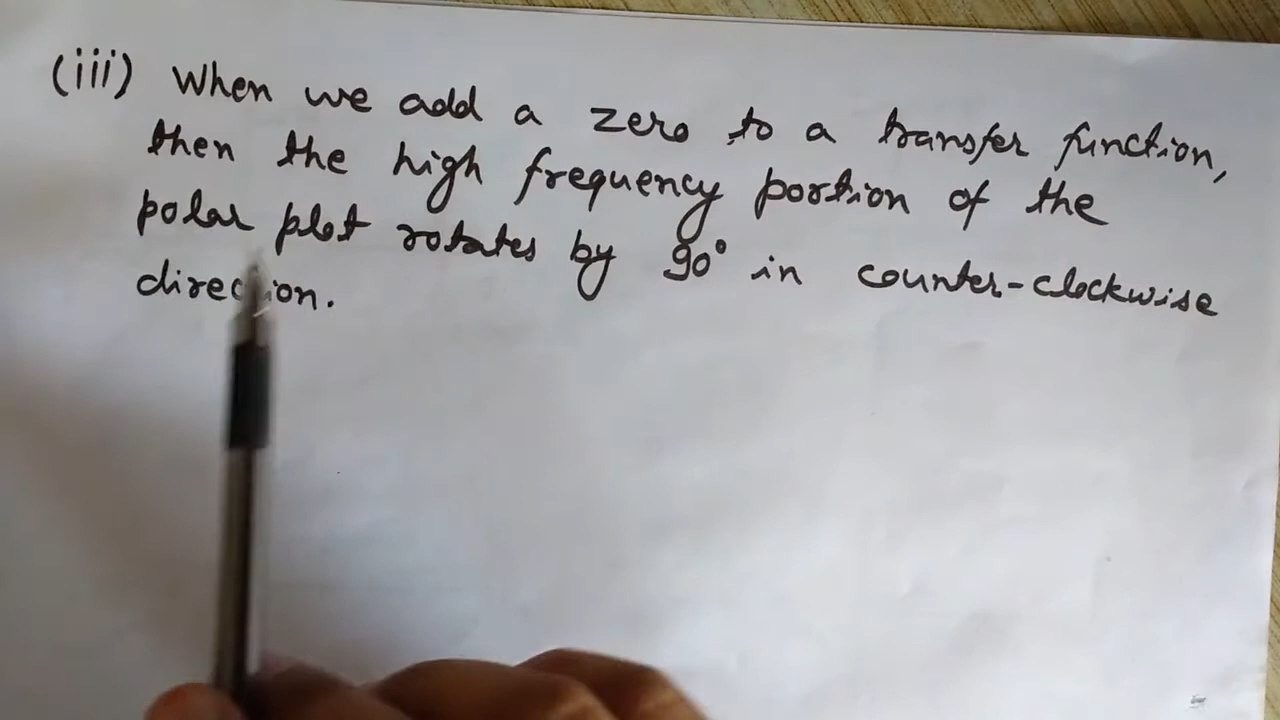 (iii) When we add a zero to a transfer function,
then the high frequency portion of the
polar plot rotates by 90° in counter-clockwise
direction.